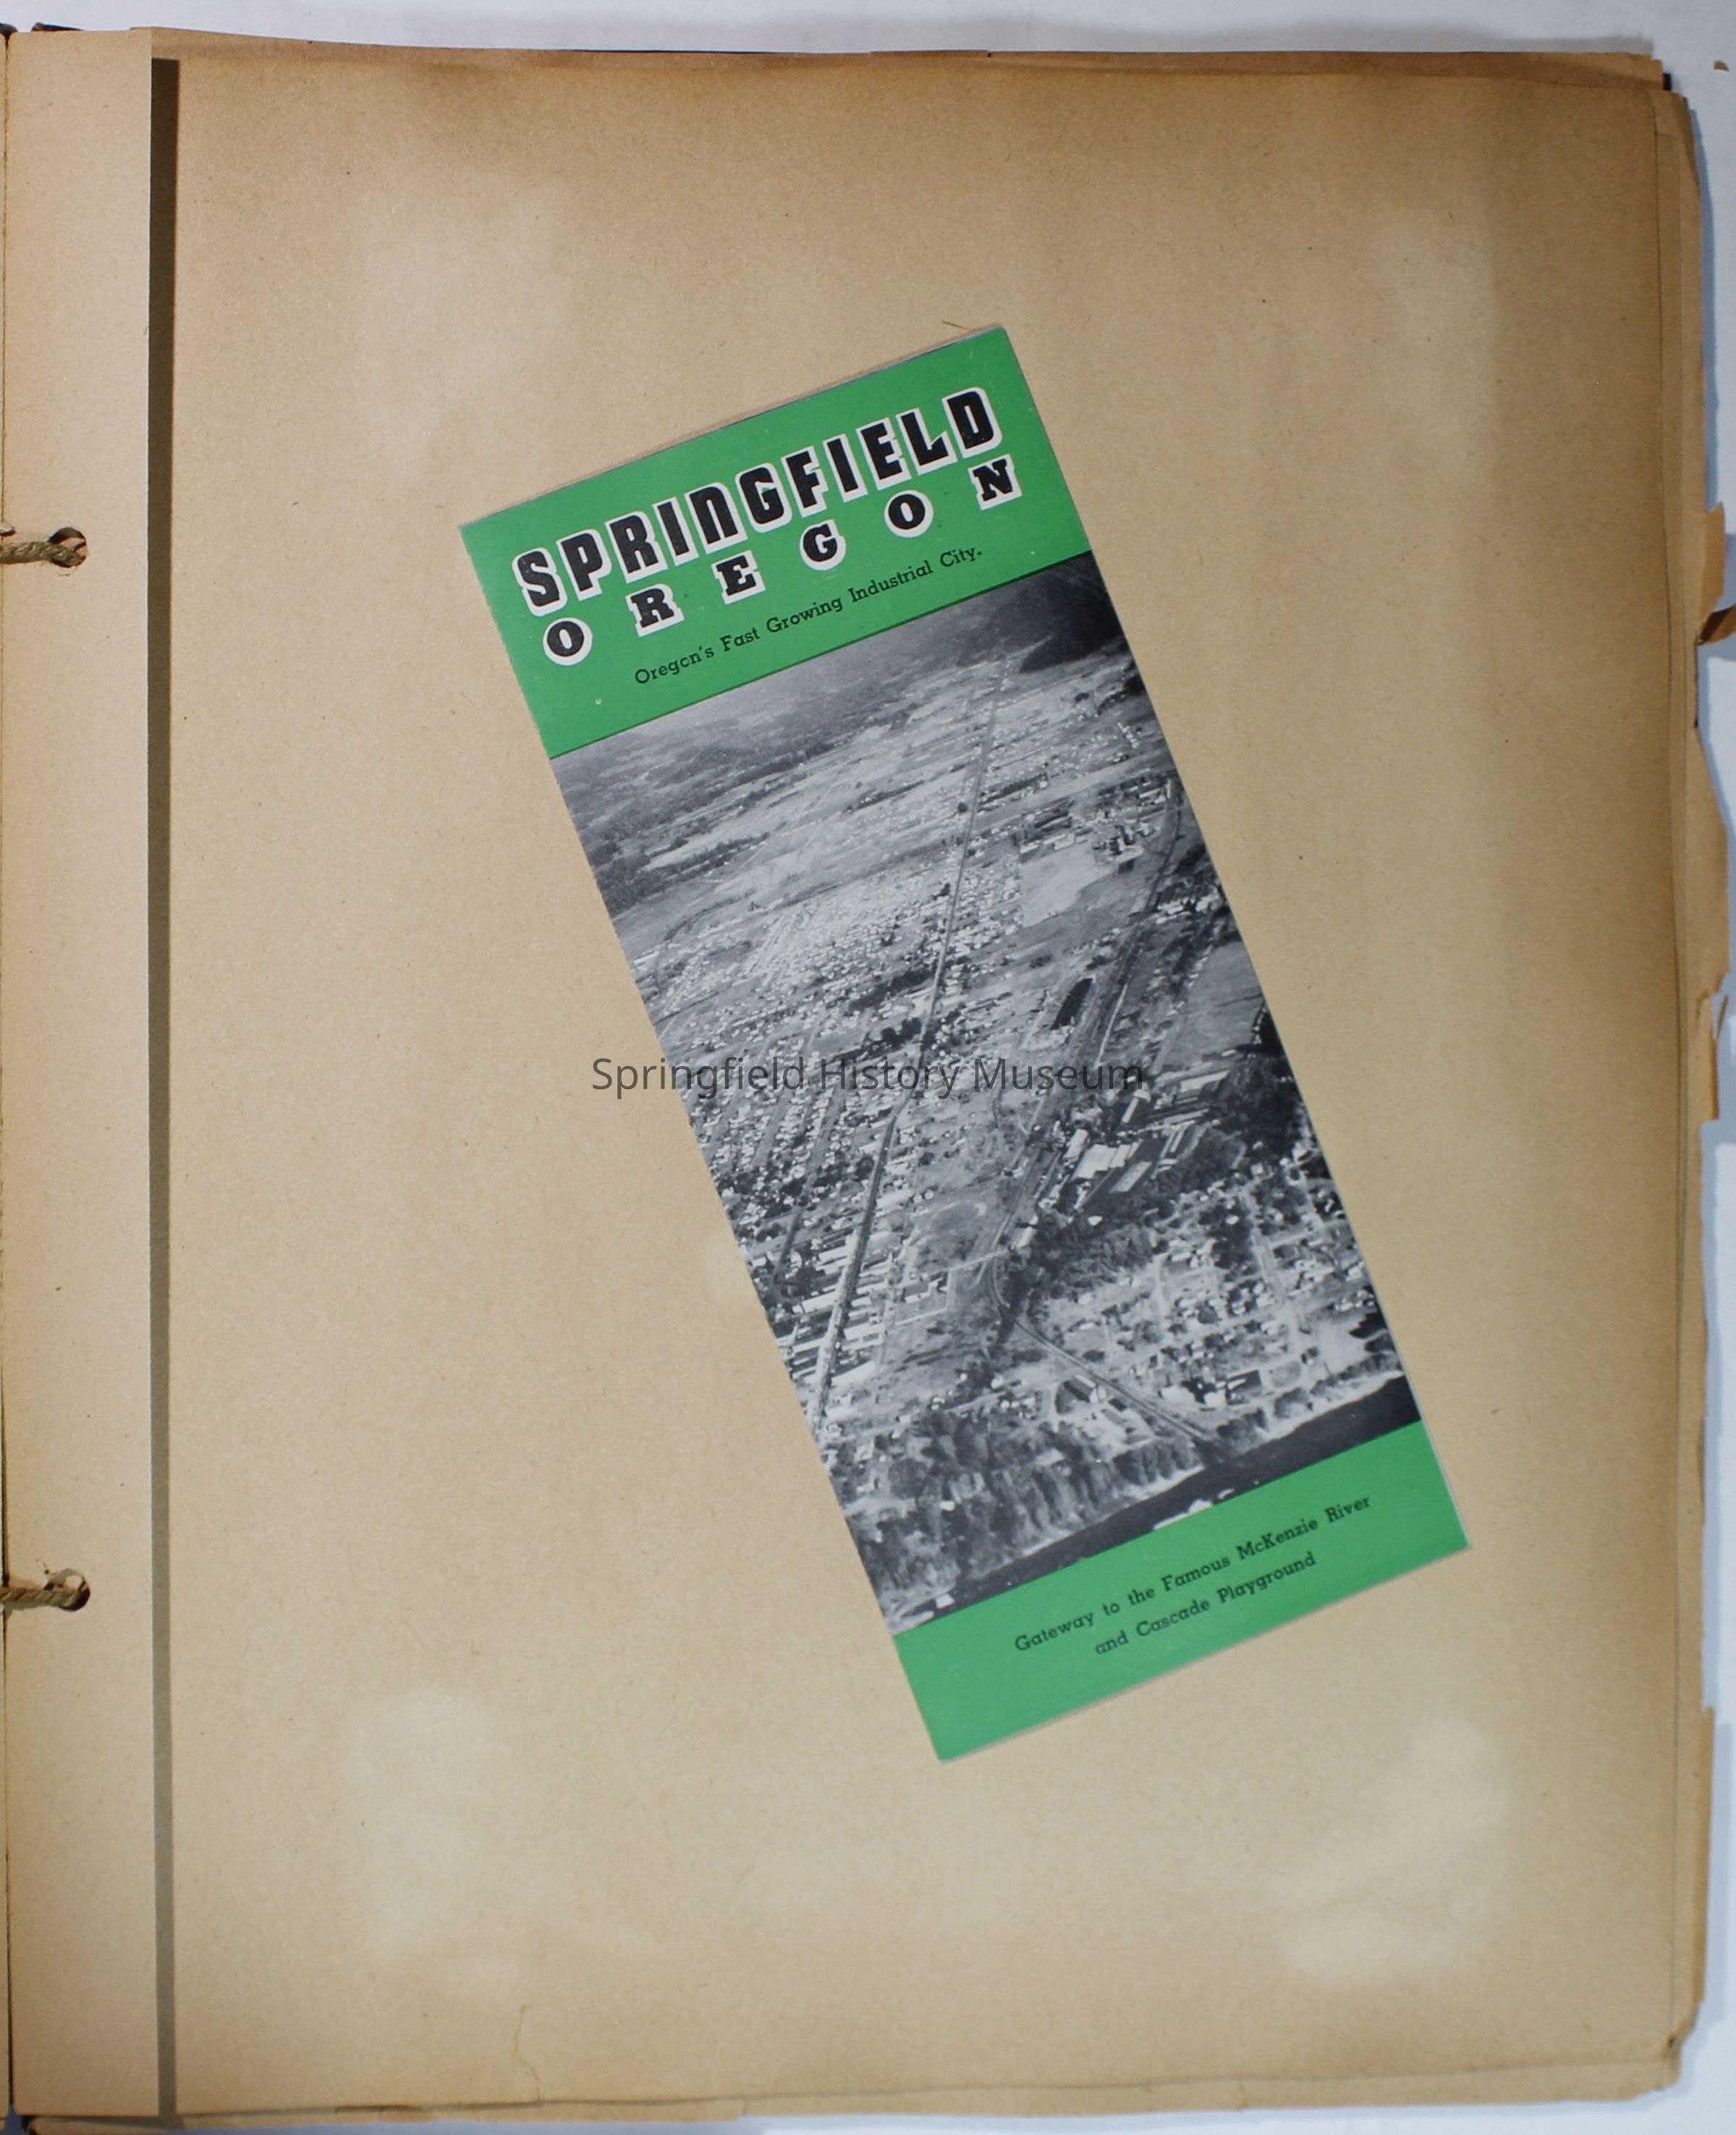 SPRINGFIELD
OREGON
Oregon's Fast Growing Industrial City.
Springfield History Museum
Gateway to the Famous McKenzie River
and Cascade Playground